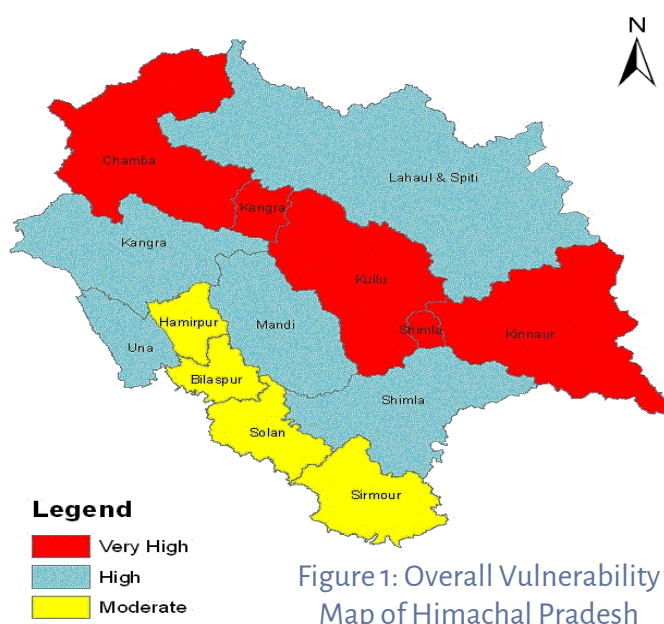 N
Chamba
Lahaul & Spiti
Kangra
Kangra
Kullu
Hamirpur
Mandi
Shimla
Kinnaur
Una
Bilaspur
Shimla
Solan
Sirmour
Legend
Very High
High
Moderate
Figure 1: Overall Vulnerability
Map of Himachal Pradesh